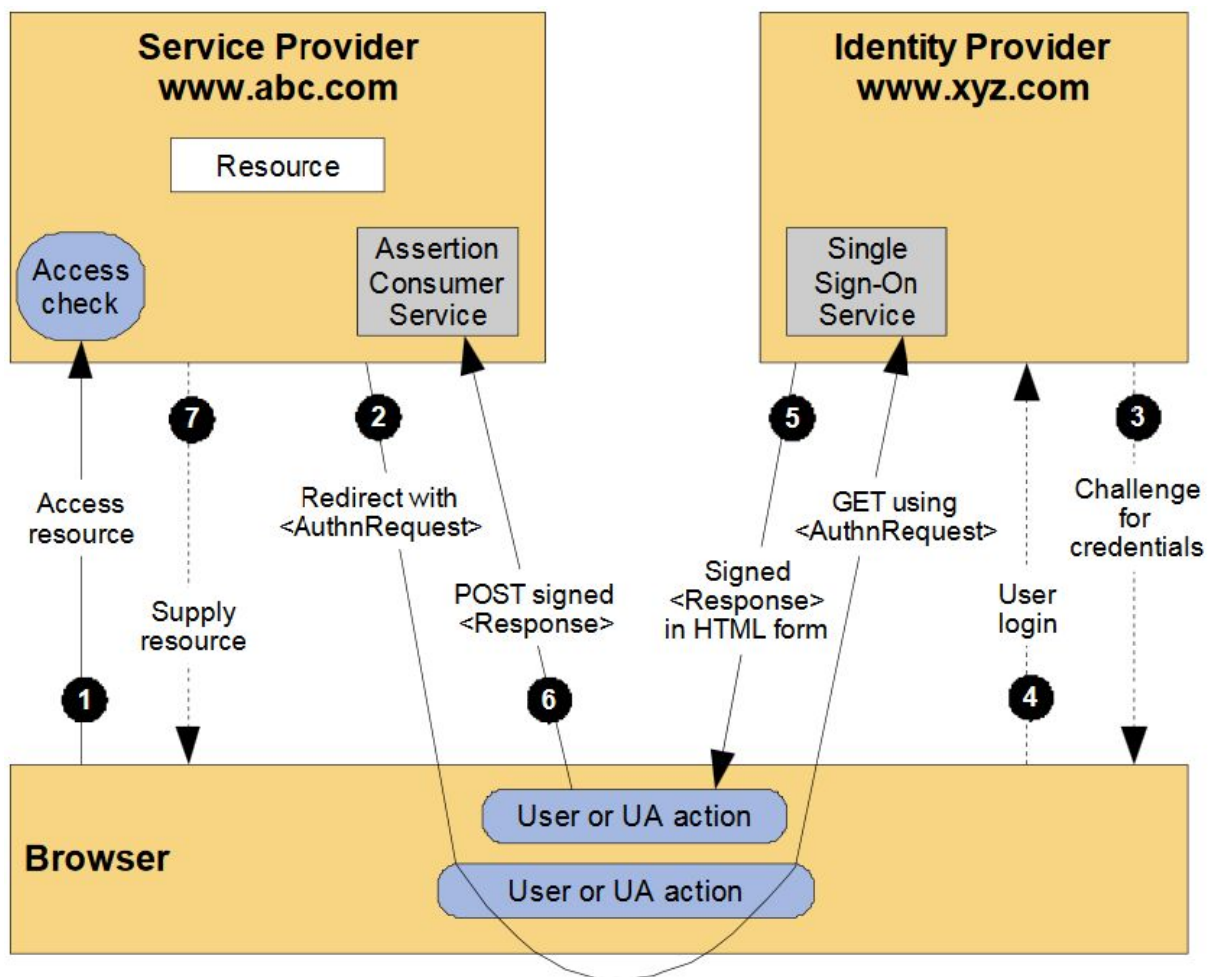 Service Provider
www.abc.com
Identity Provider
www.xyz.com
Resource
Access
check
Assertion
Consumer
Service
Single
Sign-On
Service
7
2
5
3
Access
resource
Redirect with
<AuthnRequest>
GET using
<AuthnRequest>
Challenge
for
credentials
Supply
resource
POST signed
<Response>
Signed
<Response>
in HTML form
User
login
1
6
4
User or UA action
Browser
User or UA action